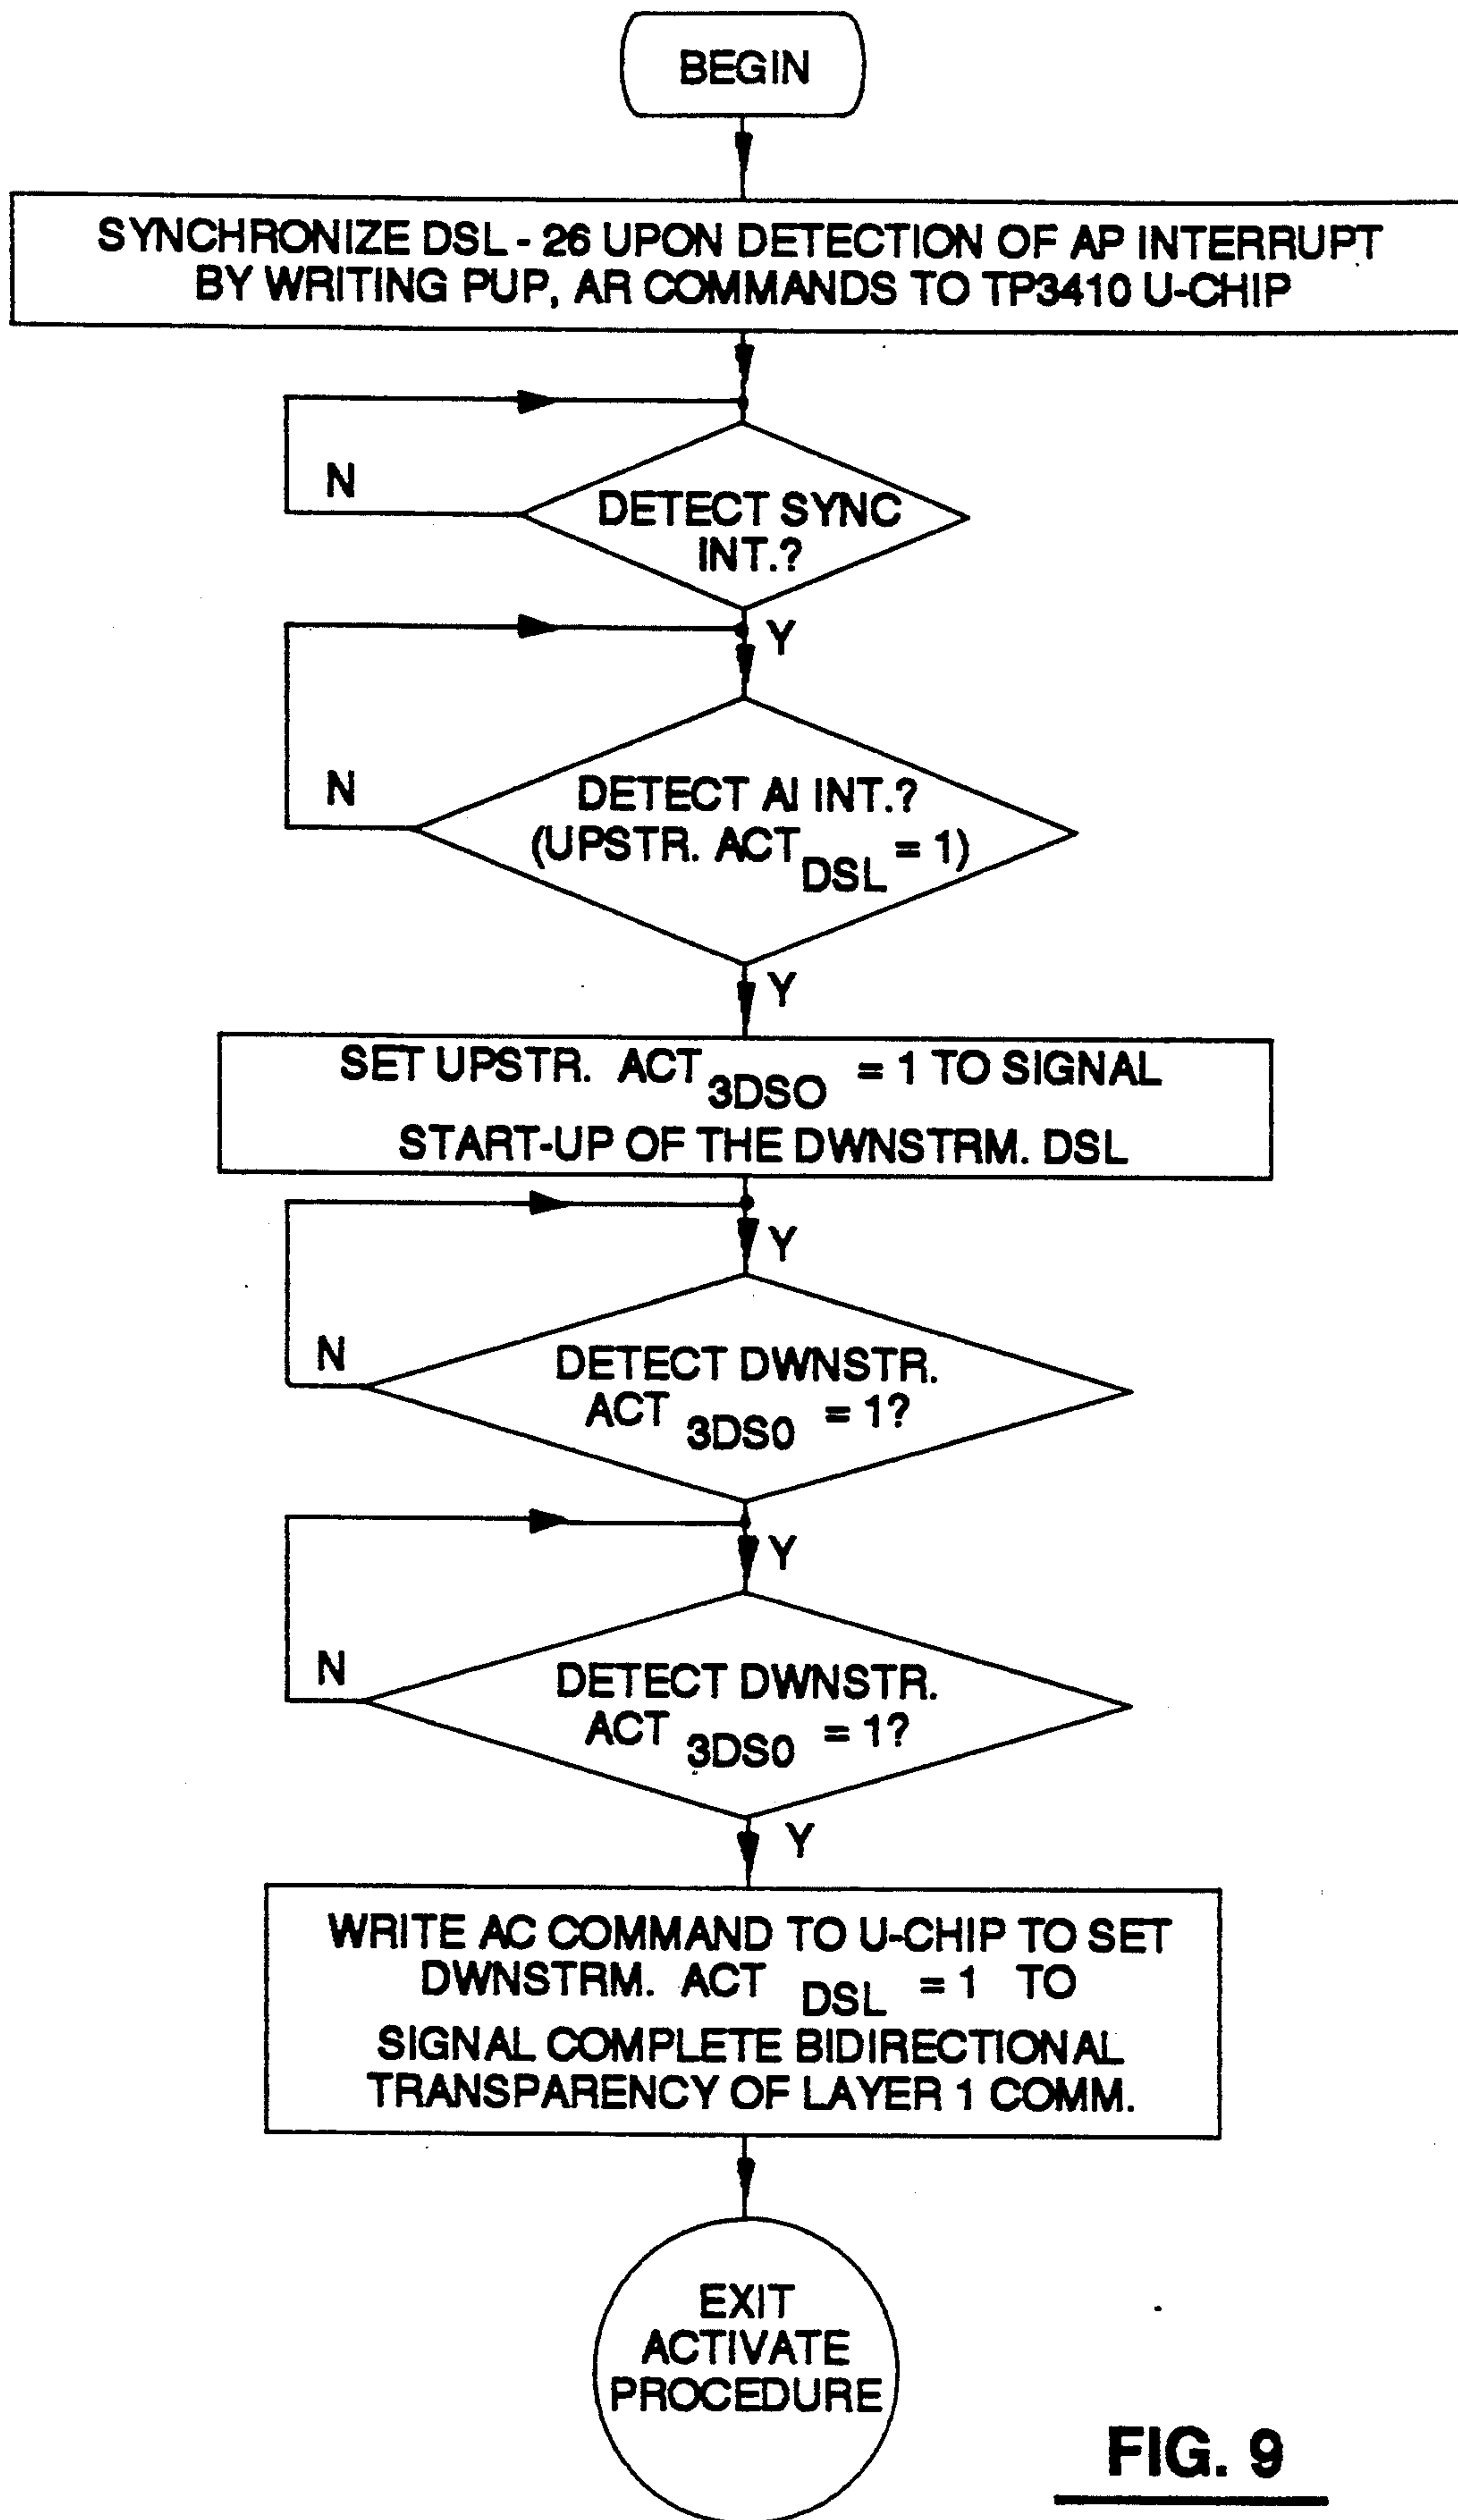 BEGIN
SYNCHRONIZE DSL - 26 UPON DETECTION OF AP INTERRUPT
BY WRITING PUP, AR COMMANDS TO TP3410 U-CHIP
N
DETECT SYNC
INT.?
Y
N
DETECT AI INT.?
(UPSTR. ACT DSL = 1)
Y
SET UPSTR. ACT 3DSO = 1 TO SIGNAL
START-UP OF THE DWNSTRM. DSL
Y
N
DETECT DWNSTR.
ACT 3DS0 = 1?
Y
N
DETECT DWNSTR.
ACT 3DS0 = 1?
Y
WRITE AC COMMAND TO U-CHIP TO SET
DWNSTRM. ACT DSL = 1 TO
SIGNAL COMPLETE BIDIRECTIONAL
TRANSPARENCY OF LAYER 1 COMM.
EXIT
ACTIVATE
PROCEDURE
FIG. 9